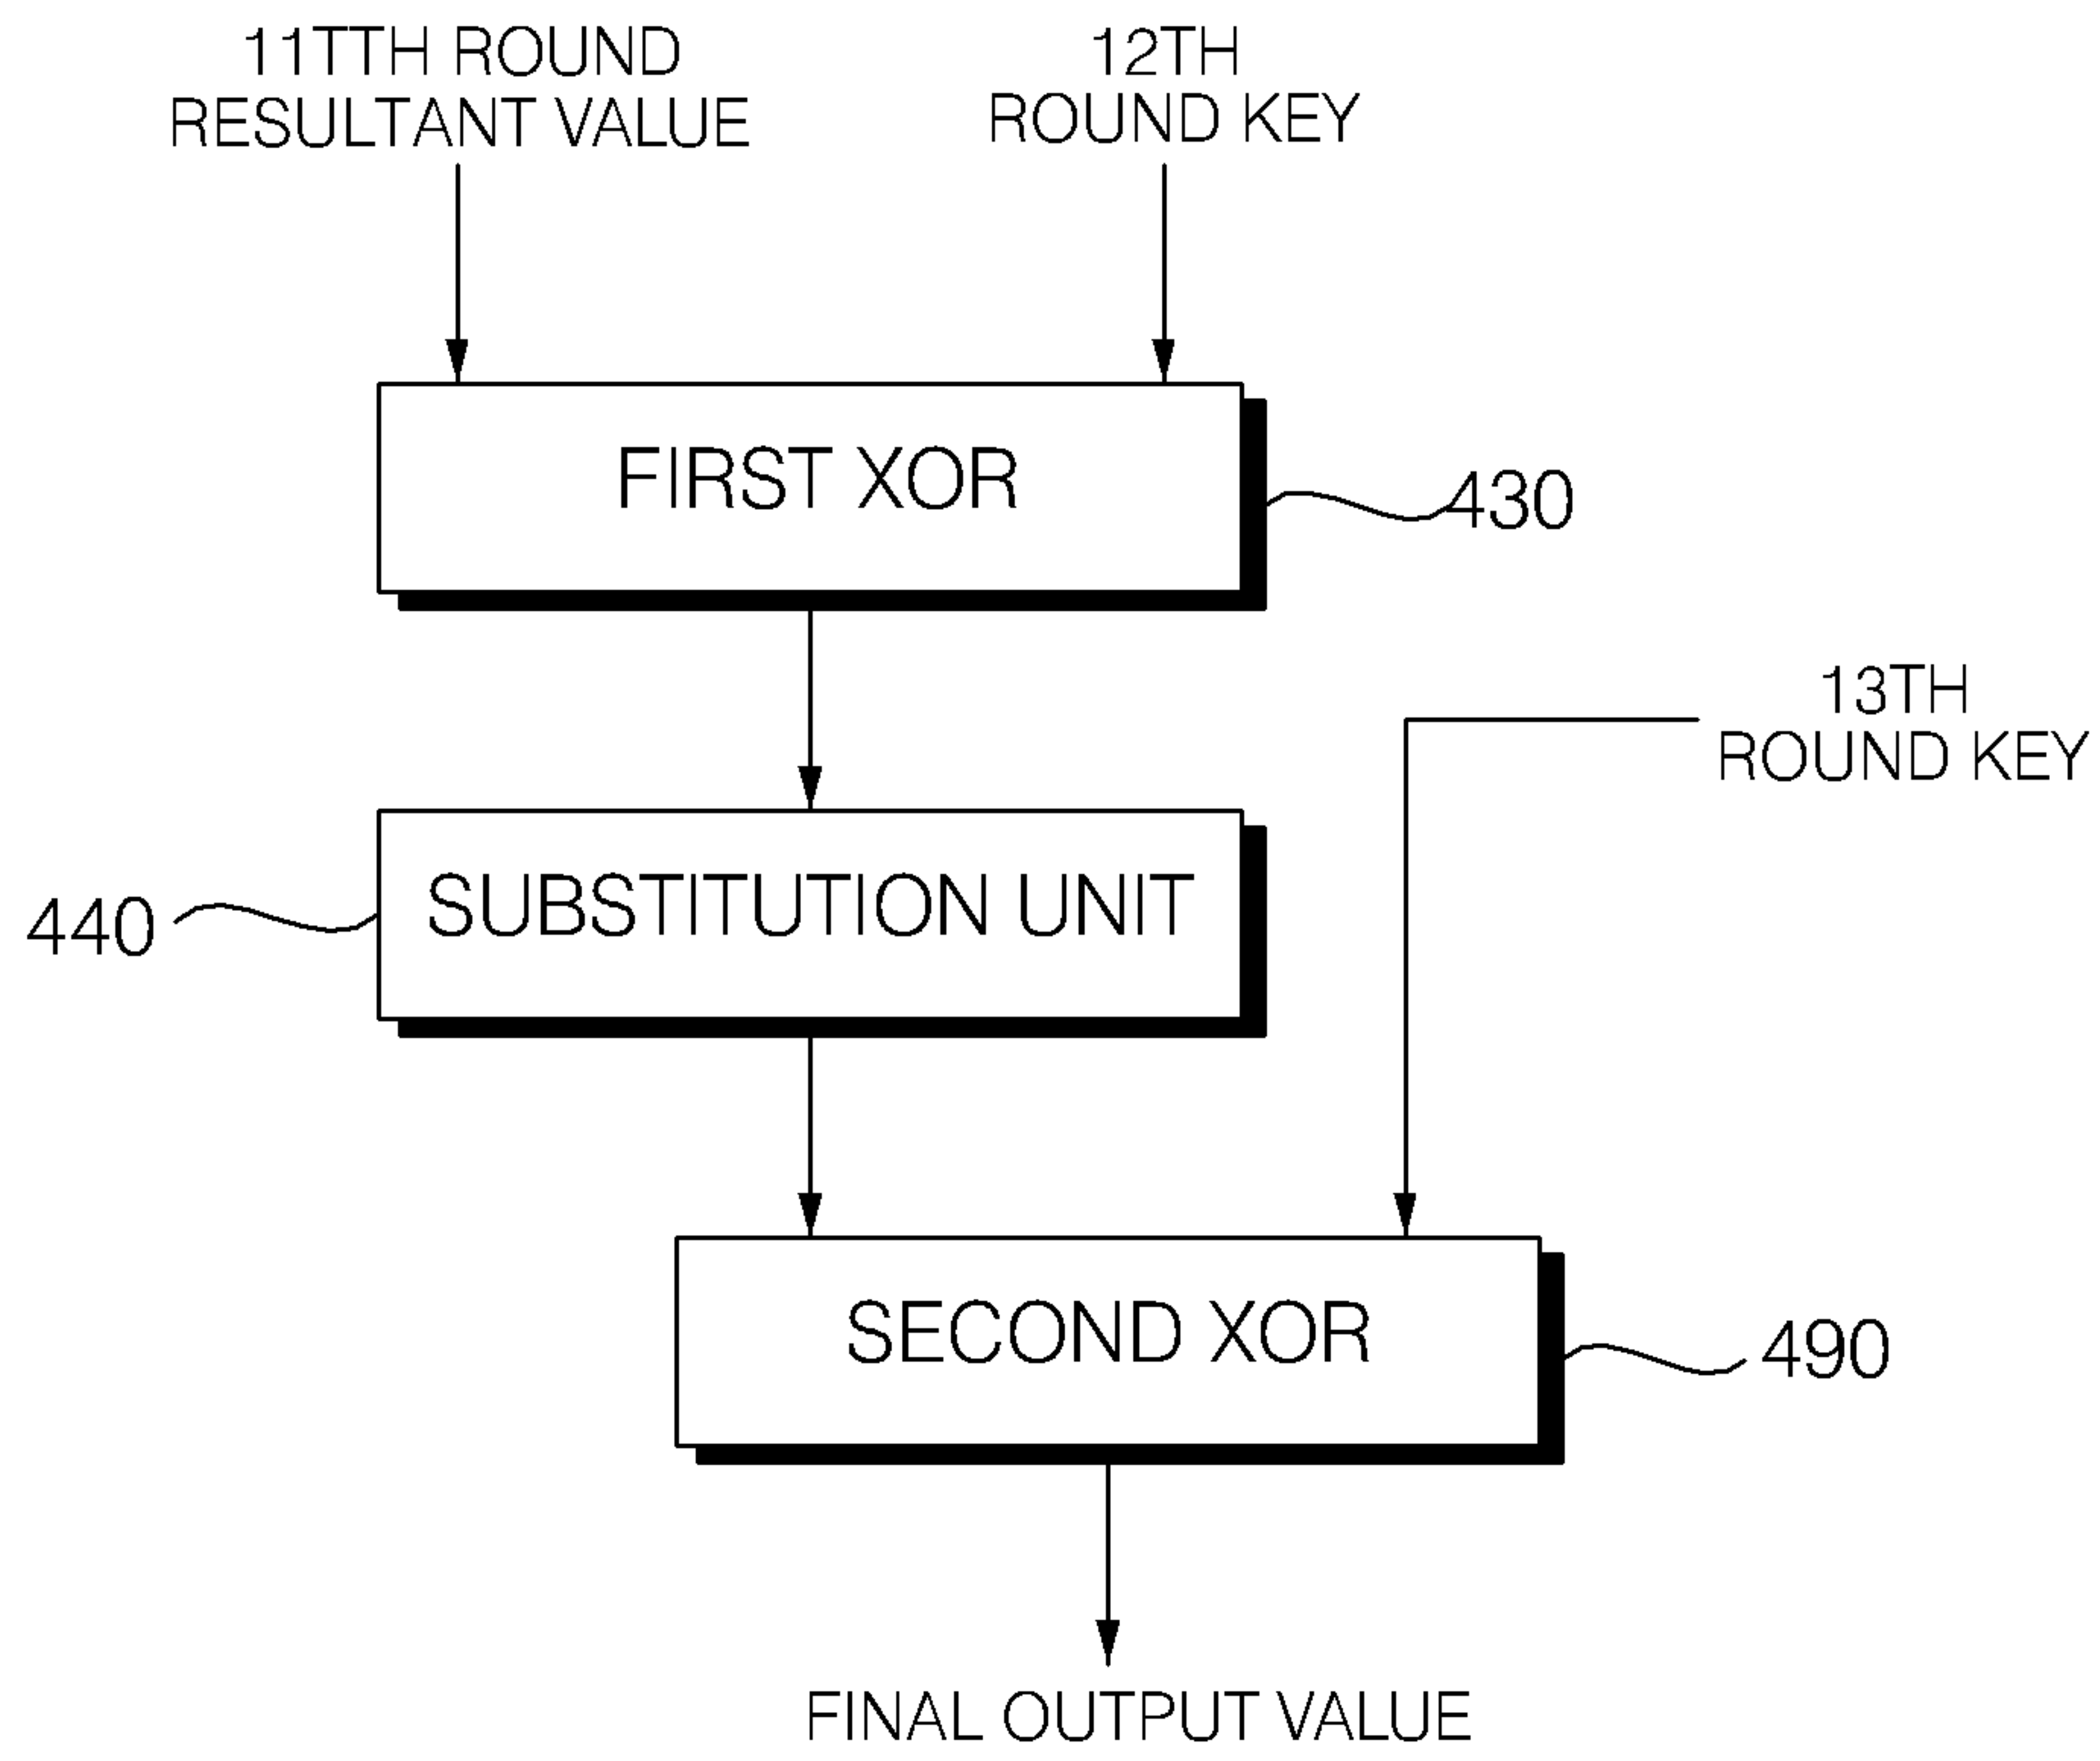 11TTH ROUND
RESULTANT VALUE
12TH
ROUND KEY
FIRST XOR
430
13TH
ROUND KEY
SUBSTITUTION UNIT
440
SECOND XOR
490
FINAL OUTPUT VALUE